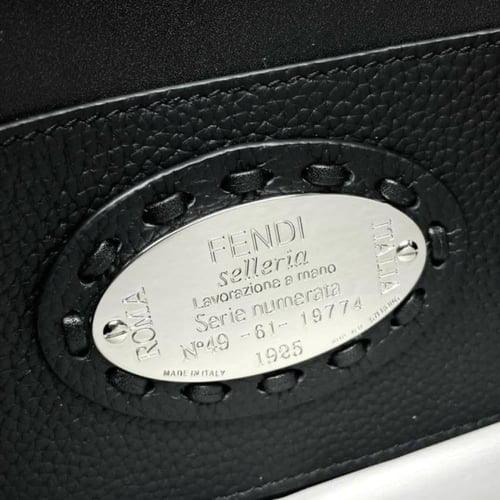 FENDI
selleria
Lavorazione a mano
Serie numerata
Nº49 -61- 19774
1925
ROMA
ITALIA
MADE IN ITALY